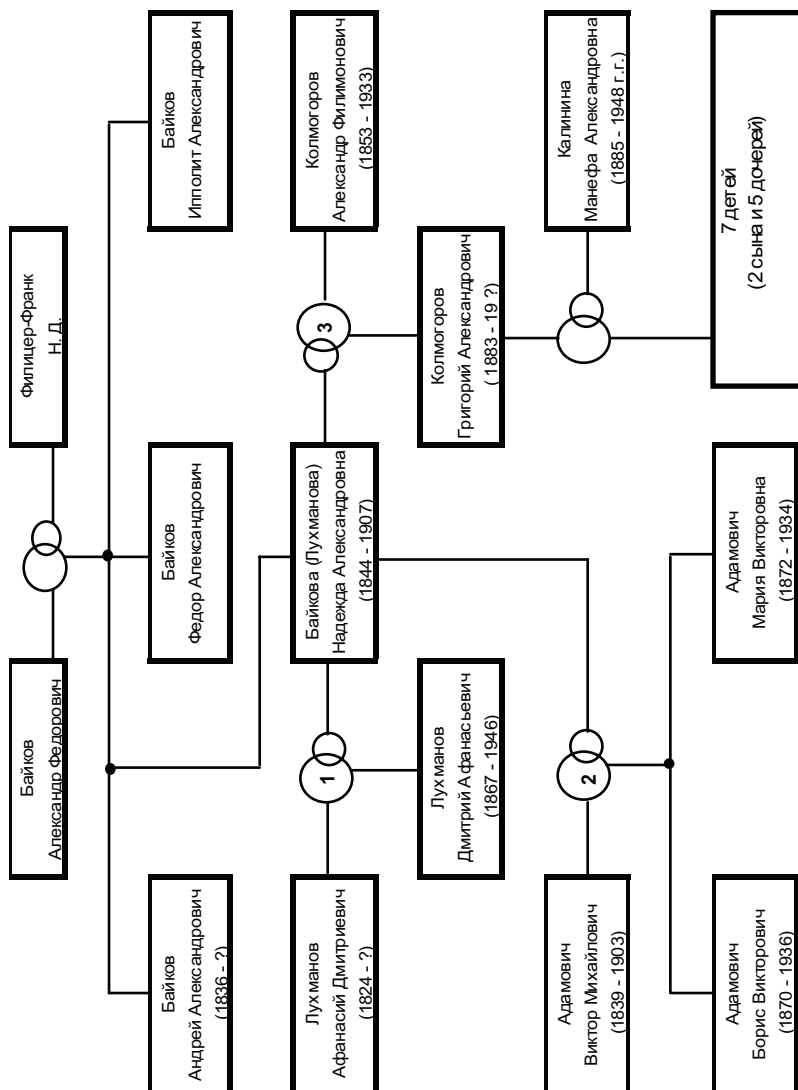 Байков
Александр Федорович
Филицер-Франк
Н. Д.
Байков
Андрей Александрович
(1836 - ?)
Байков
Федор Александрович
Байков
Ипполит Александрович
Лухманов
Афанасий Дмитриевич
(1824 - ?)
1
Байкова (Лухманова)
Надежда Александровна
(1844 - 1907)
3
Колмогоров
Александр Филимонович
(1853 - 1933)
Лухманов
Дмитрий Афанасьевич
(1867 - 1946)
Колмогоров
Григорий Александрович
(1883 - 19 ?)
Адамович
Виктор Михайлович
(1839 - 1903)
2
Калинина
Манефа Александровна
(1885 - 1948 г.г.)
Адамович
Борис Викторович
(1870 - 1936)
Адамович
Мария Викторовна
(1872 - 1934)
7 детей
(2 сына и 5 дочерей)